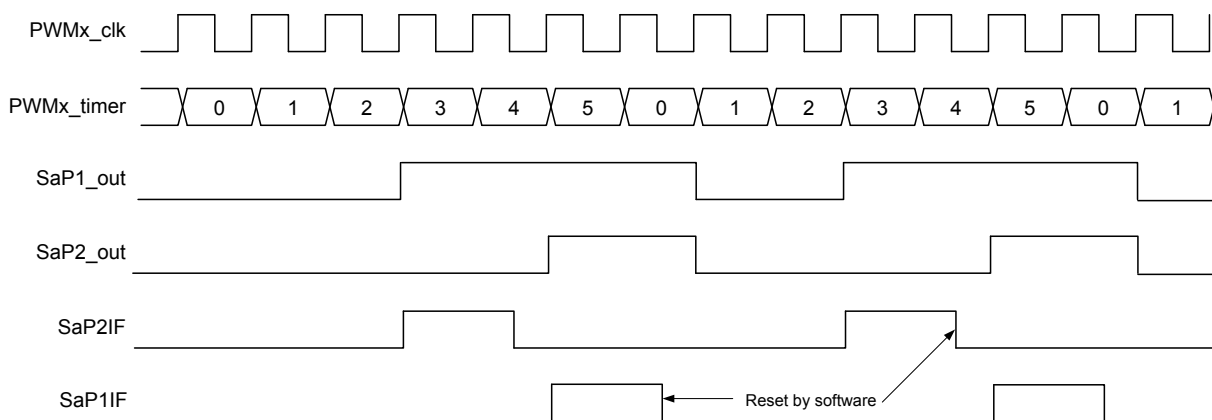 PWMx_clk
PWMx_timer 0 1 2 3 4 5 0 1 2 3 4 5 0 1
SaP1_out
SaP2_out
SaP2IF
SaP1IF Reset by software